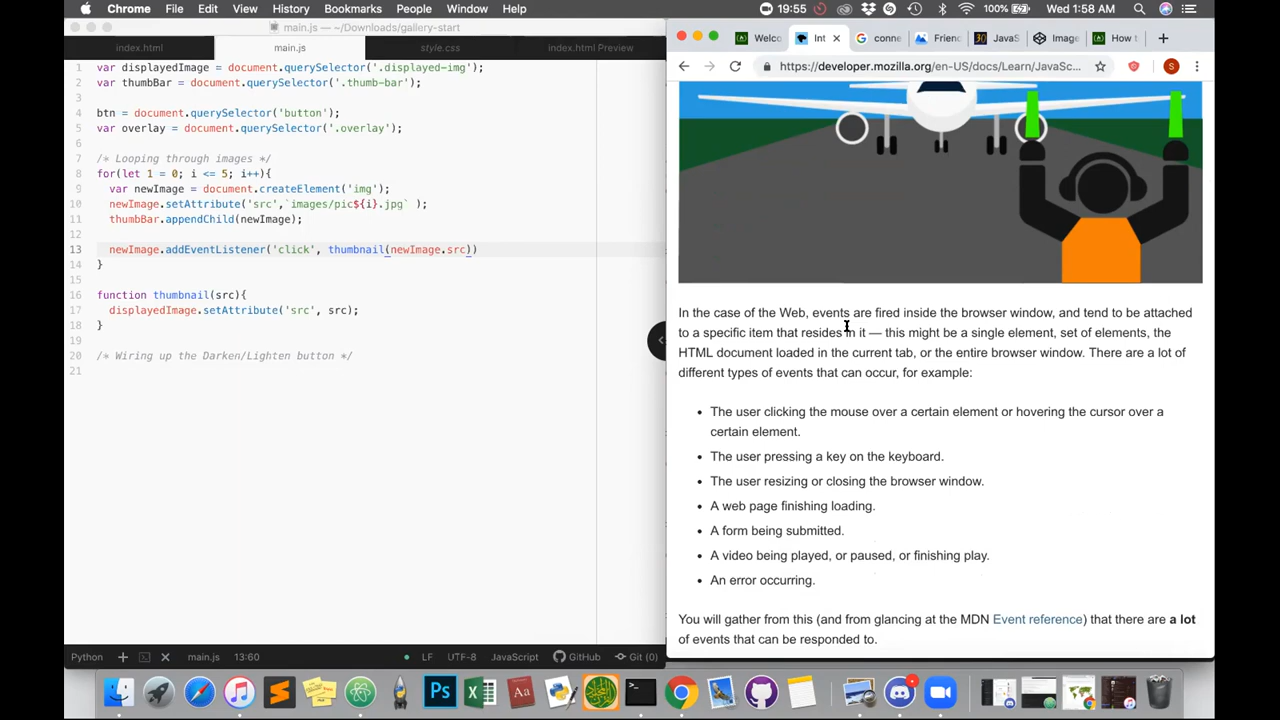 Chrome File Edit View History Bookmarks People Window Help 100% Wed 1:58 AM
19:55
main.js — ~/Downloads/gallery-start
index.html main.js style.css index.html Preview
1 var displayedImage = document.querySelector('.displayed-img');
2 var thumbBar = document.querySelector('.thumb-bar');
3
4 btn = document.querySelector('button');
5 var overlay = document.querySelector('.overlay');
6
7 /* Looping through images */
8 for(let 1 = 0; i <= 5; i++){
9 var newImage = document.createElement('img');
10 newImage.setAttribute('src',`images/pic${i}.jpg` );
11 thumbBar.appendChild(newImage);
12
13 newImage.addEventListener('click', thumbnail(newImage.src))
14 }
15
16 function thumbnail(src){
17 displayedImage.setAttribute('src', src);
18 }
19
20 /* Wiring up the Darken/Lighten button */
21
Python main.js 13:60 LF UTF-8 JavaScript GitHub Git (0)
Welco Int conne Frienc JavaS Image How t
https://developer.mozilla.org/en-US/docs/Learn/JavaSc...
S
In the case of the Web, events are fired inside the browser window, and tend to be attached
to a specific item that resides in it — this might be a single element, set of elements, the
HTML document loaded in the current tab, or the entire browser window. There are a lot of
different types of events that can occur, for example:
• The user clicking the mouse over a certain element or hovering the cursor over a
certain element.
• The user pressing a key on the keyboard.
• The user resizing or closing the browser window.
• A web page finishing loading.
• A form being submitted.
• A video being played, or paused, or finishing play.
• An error occurring.
You will gather from this (and from glancing at the MDN Event reference) that there are a lot
of events that can be responded to.
Ps
Aa